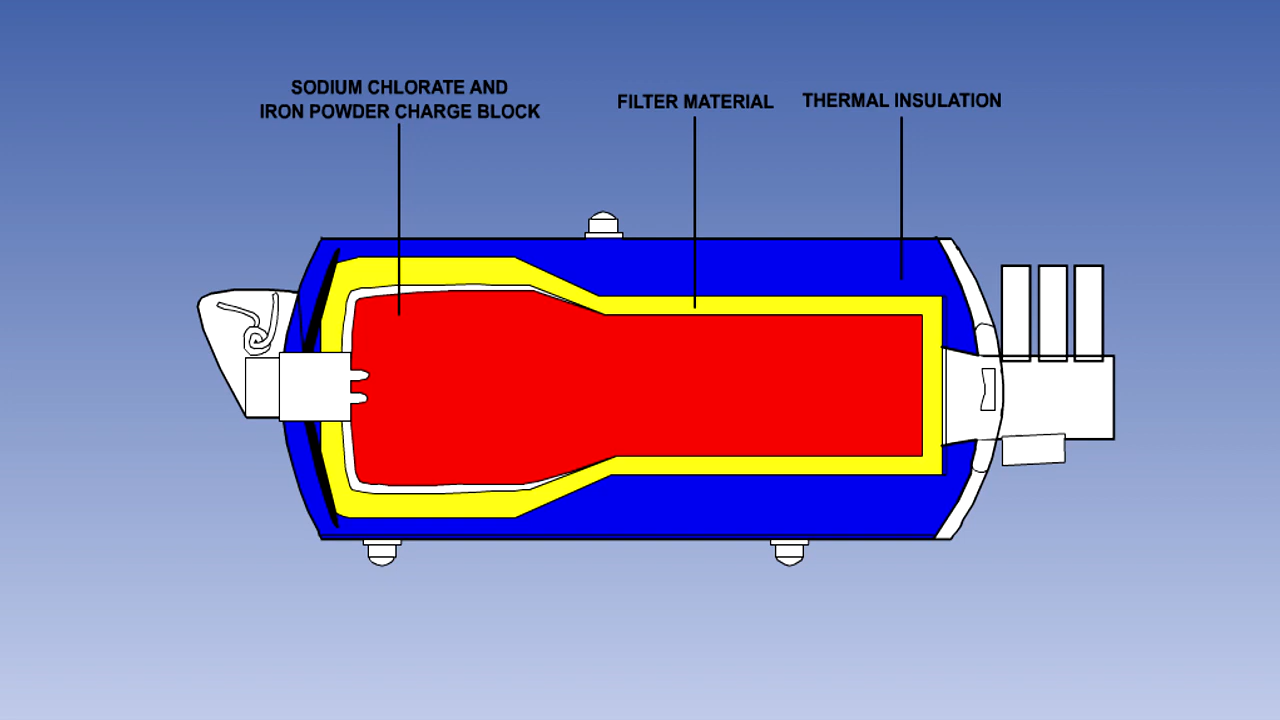 SODIUM CHLORATE AND
IRON POWDER CHARGE BLOCK
FILTER MATERIAL
THERMAL INSULATION